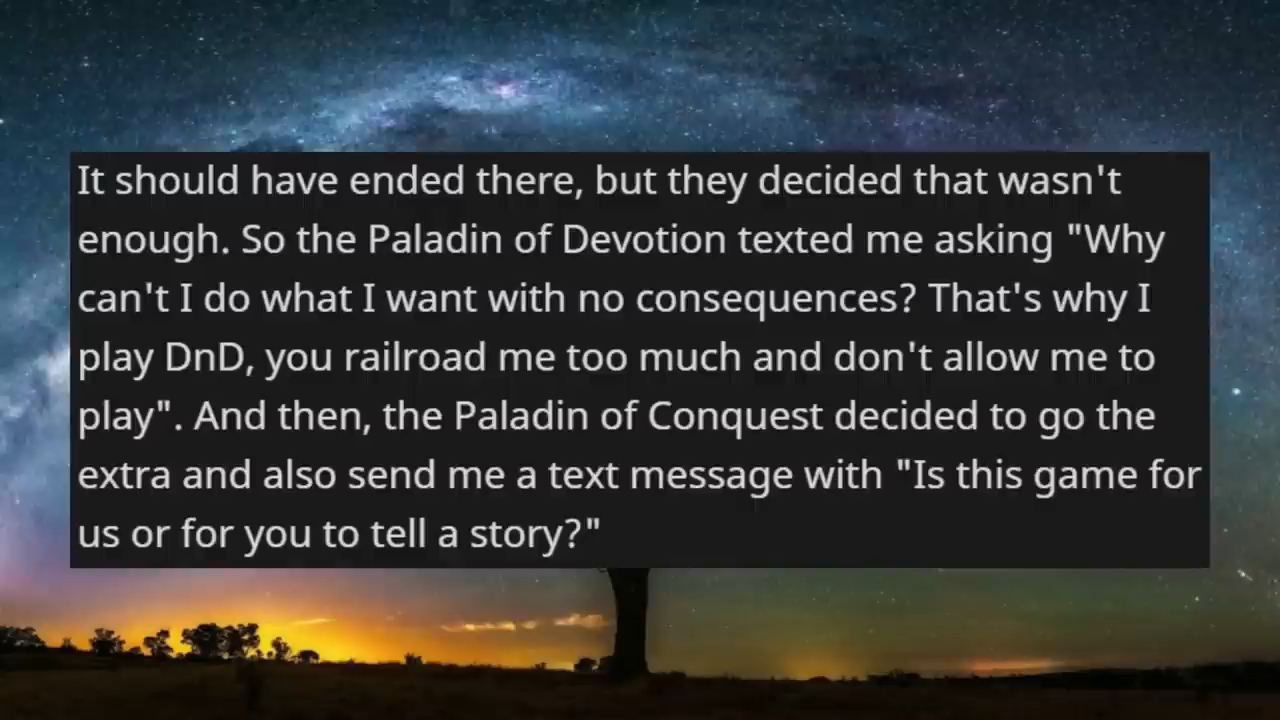 It should have ended there, but they decided that wasn't
enough. So the Paladin of Devotion texted me asking "Why
can't I do what I want with no consequences? That's why I
play DnD, you railroad me too much and don't allow me to
play". And then, the Paladin of Conquest decided to go the
extra and also send me a text message with "Is this game for
us or for you to tell a story?"